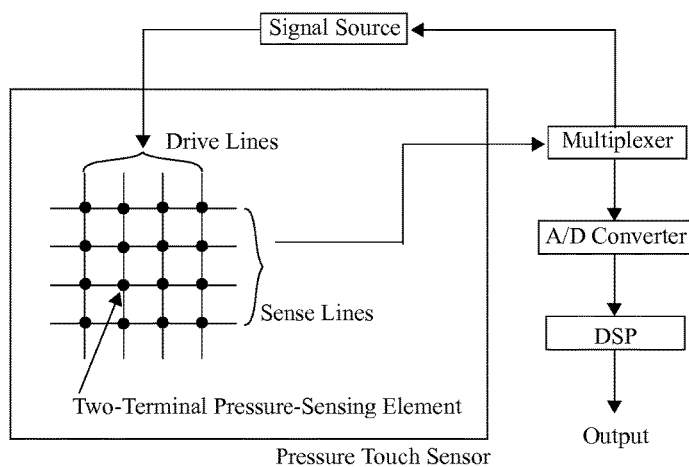 Signal Source
Drive Lines
Multiplexer
A/D Converter
Sense Lines
DSP
Two-Terminal Pressure-Sensing Element
Output
Pressure Touch Sensor